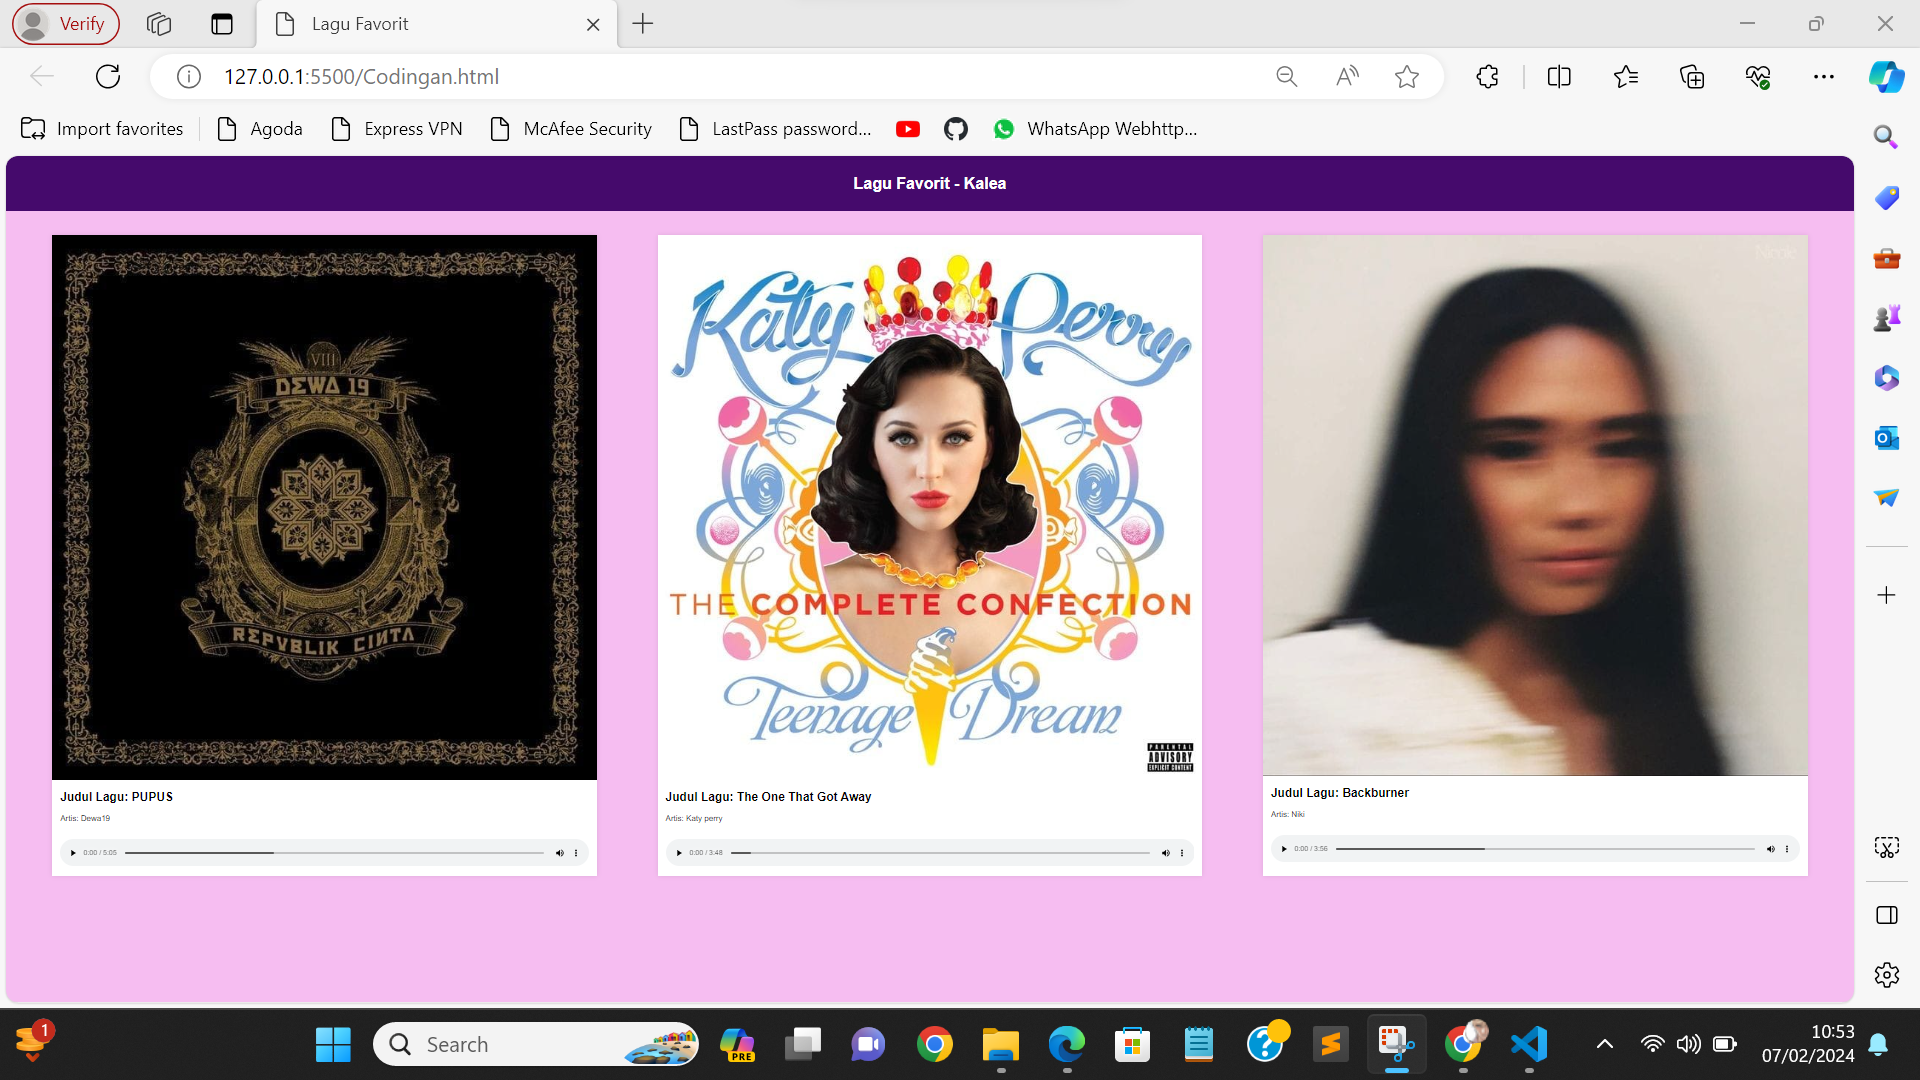 Verify
Lagu Favorit
127.0.0.1:5500/Codingan.html
Import favorites
Agoda
Express VPN
McAfee Security
LastPass password...
WhatsApp Webhttp...
Lagu Favorit - Kalea
VIII
DEWA 19
REPVBLIK CINTA
Judul Lagu: PUPUS
Artis: Dewa19
0:00 / 5:05
Katy Perry
THE COMPLETE CONFECTION
Teenage Dream
PARENTAL
ADVISORY
EXPLICIT CONTENT
Judul Lagu: The One That Got Away
Artis: Katy perry
0:00 / 3:48
Nicole
Judul Lagu: Backburner
Artis: Niki
0:00 / 3:56
1
Search
PRE
10:53
07/02/2024